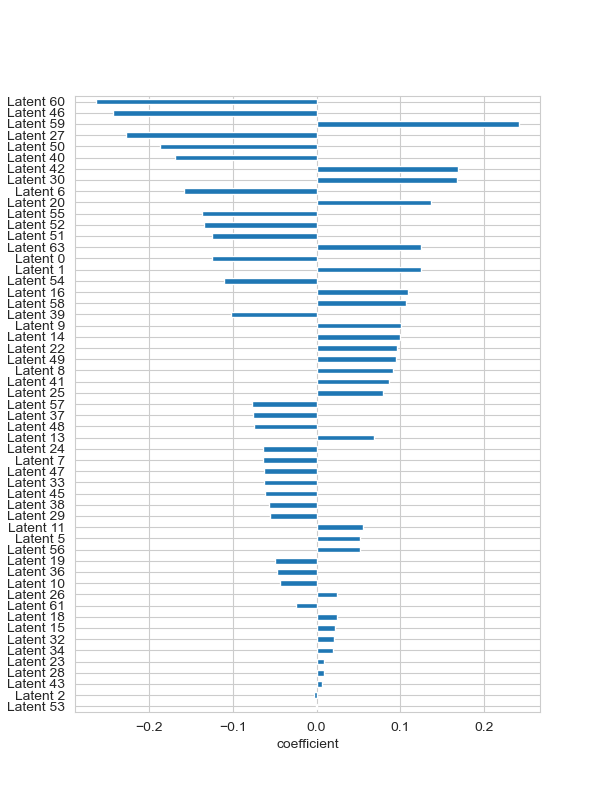 Latent 60
Latent 46
Latent 59
Latent 27
Latent 50
Latent 40
Latent 42
Latent 30
Latent 6
Latent 20
Latent 55
Latent 52
Latent 51
Latent 63
Latent 0
Latent 1
Latent 54
Latent 16
Latent 58
Latent 39
Latent 9
Latent 14
Latent 22
Latent 49
Latent 8
Latent 41
Latent 25
Latent 57
Latent 37
Latent 48
Latent 13
Latent 24
Latent 7
Latent 47
Latent 33
Latent 45
Latent 38
Latent 29
Latent 11
Latent 5
Latent 56
Latent 19
Latent 36
Latent 10
Latent 26
Latent 61
Latent 18
Latent 15
Latent 32
Latent 34
Latent 23
Latent 28
Latent 43
Latent 2
Latent 53
−0.2 −0.1 0.0 0.1 0.2
coefficient